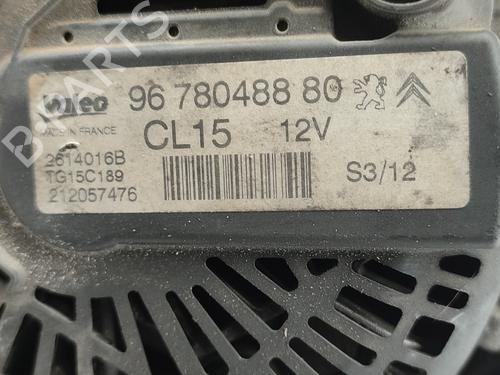 Valeo
MADE IN FRANCE
96 780488 80
CL15 12V
2614016B
TG15C189
212057476
S3/12
B PARTS